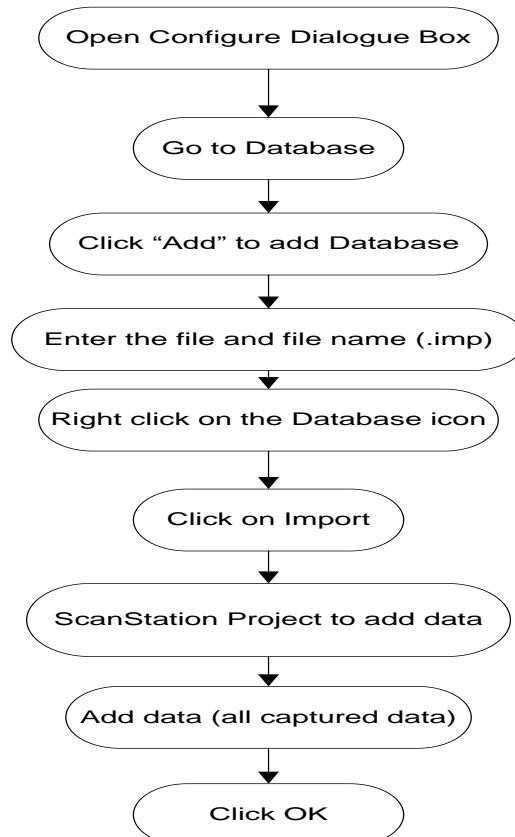 Open Configure Dialogue Box
Go to Database
Click “Add” to add Database
Enter the file and file name (.imp)
Right click on the Database icon
Click on Import
ScanStation Project to add data
Add data (all captured data)
Click OK